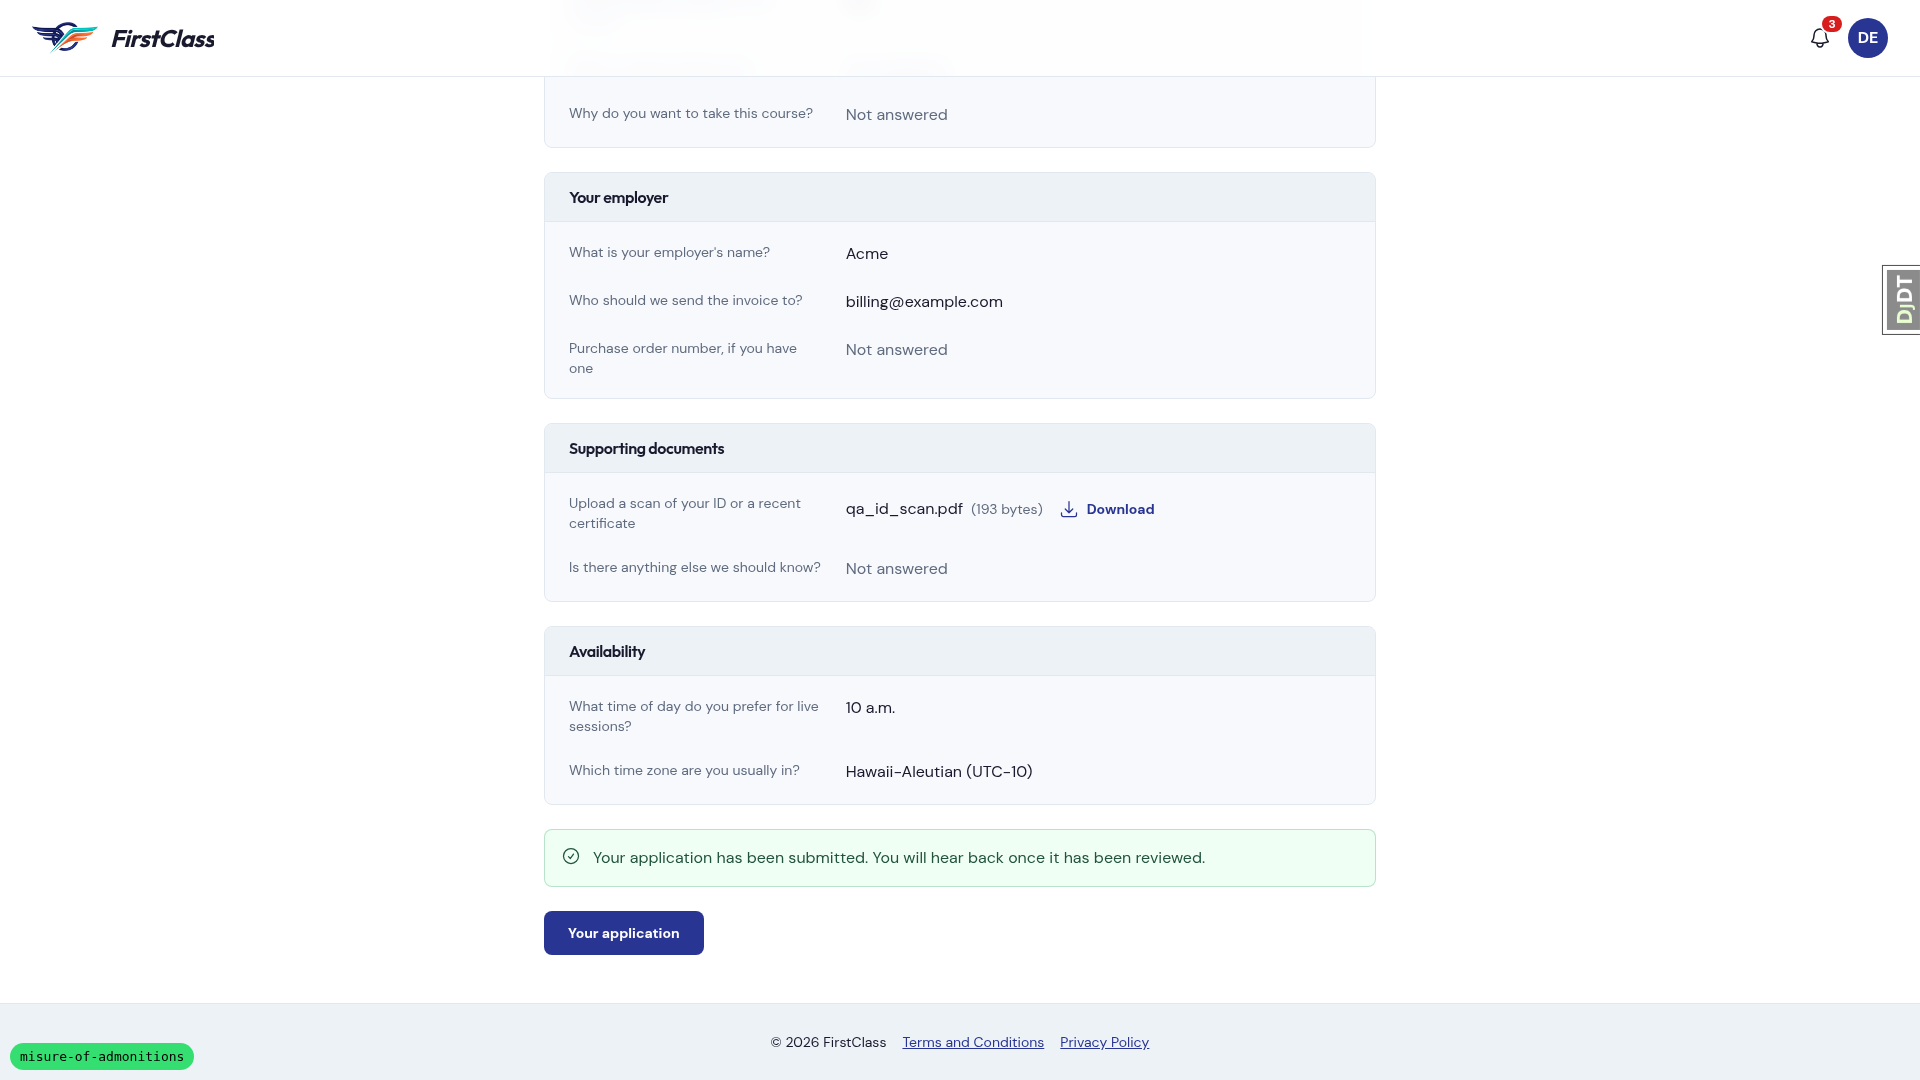 FirstClass
3
DE
Why do you want to take this course?
Not answered
Your employer
What is your employer's name?
Acme
Who should we send the invoice to?
billing@example.com
Purchase order number, if you have
one
Not answered
Supporting documents
Upload a scan of your ID or a recent
certificate
qa_id_scan.pdf (193 bytes) Download
Is there anything else we should know?
Not answered
Availability
What time of day do you prefer for live
sessions?
10 a.m.
Which time zone are you usually in?
Hawaii-Aleutian (UTC-10)
Your application has been submitted. You will hear back once it has been reviewed.
Your application
© 2026 FirstClass Terms and Conditions Privacy Policy
misure-of-admonitions
DJDT